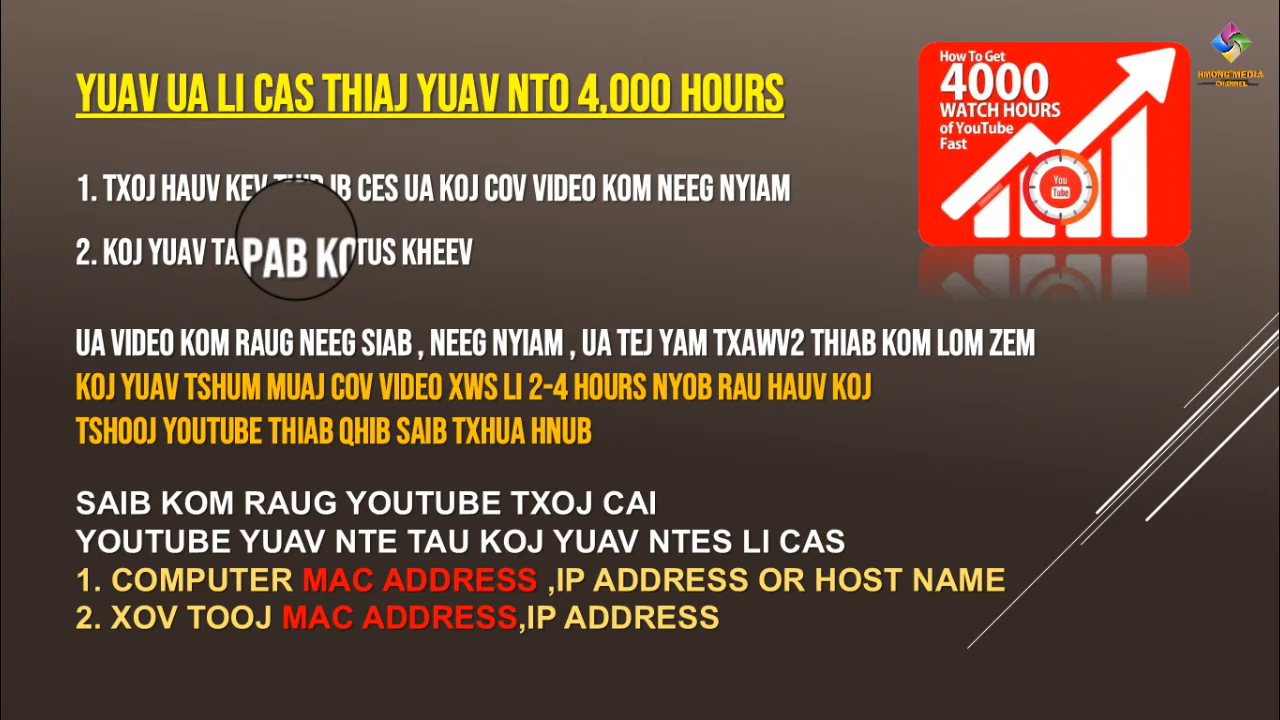 YUAV UA LI CAS THIAJ YUAV NTO 4,000 HOURS
1. TXOJ HAUV KEV IB CES UA KOJ COV VIDEO KOM NEEG NYIAM
2. KOJ YUAV PAB TUS KHEEV
UA VIDEO KOM RAUG NEEG SIAB , NEEG NYIAM , UA TEJ YAM TXAWV2 THIAB KOM LOM ZEM
KOJ YUAV TSHUM MUAJ COV VIDEO XWS LI 2-4 HOURS NYOB RAU HAUV KOJ
TSHOOJ YOUTUBE THIAB QHIB SAIB TXHUA HNUB
SAIB KOM RAUG YOUTUBE TXOJ CAI
YOUTUBE YUAV NTE TAU KOJ YUAV NTES LI CAS
1. COMPUTER MAC ADDRESS ,IP ADDRESS OR HOST NAME
2. XOV TOOJ MAC ADDRESS,IP ADDRESS
How To Get
4000
WATCH HOURS
of YouTube
Fast
You
Tube
HMONG MEDIA
CHANNEL